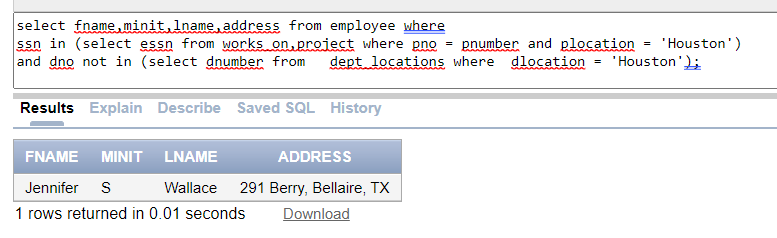 select fname,minit,lname,address from employee where
ssn in (select essn from works_on,project where pno = pnumber and plocation = 'Houston')
and dno not in (select dnumber from dept_locations where dlocation = 'Houston');
Results Explain Describe Saved SQL History
FNAME MINIT LNAME ADDRESS
Jennifer S Wallace 291 Berry, Bellaire, TX
1 rows returned in 0.01 seconds Download